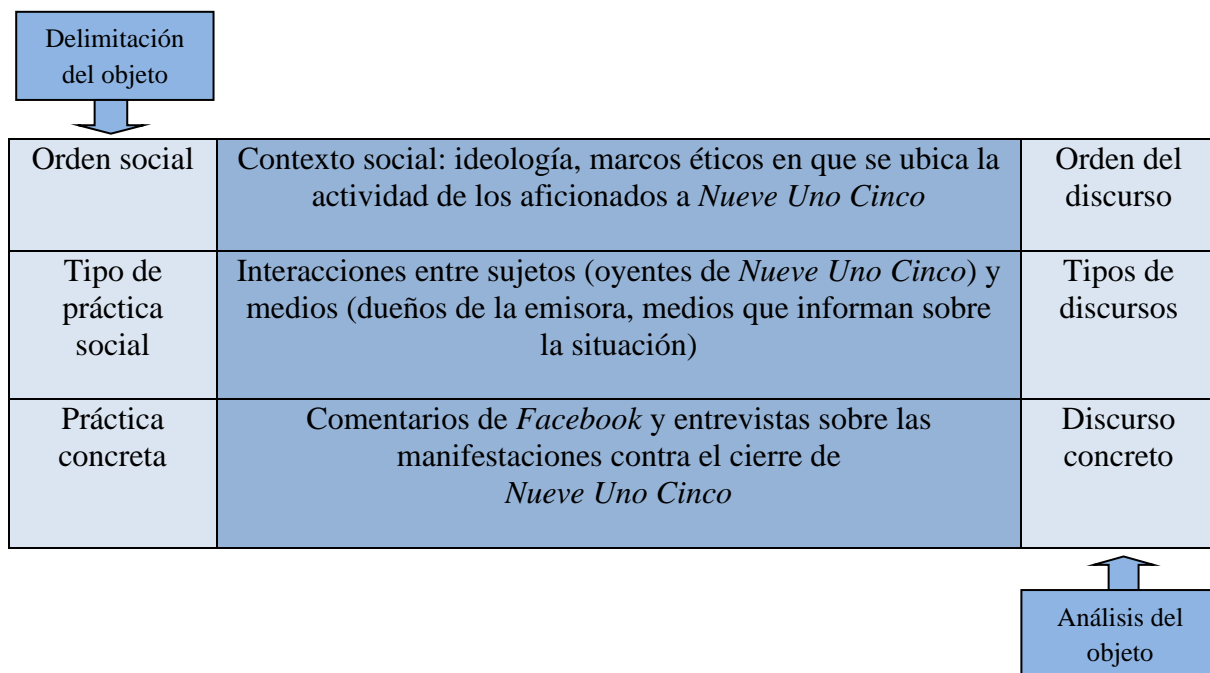 Delimitación
del objeto
Orden social
Contexto social: ideología, marcos éticos en que se ubica la
actividad de los aficionados a Nueve Uno Cinco
Orden del
discurso
Tipo de
práctica
social
Interacciones entre sujetos (oyentes de Nueve Uno Cinco) y
medios (dueños de la emisora, medios que informan sobre
la situación)
Tipos de
discursos
Práctica
concreta
Comentarios de Facebook y entrevistas sobre las
manifestaciones contra el cierre de
Nueve Uno Cinco
Discurso
concreto
Análisis del
objeto